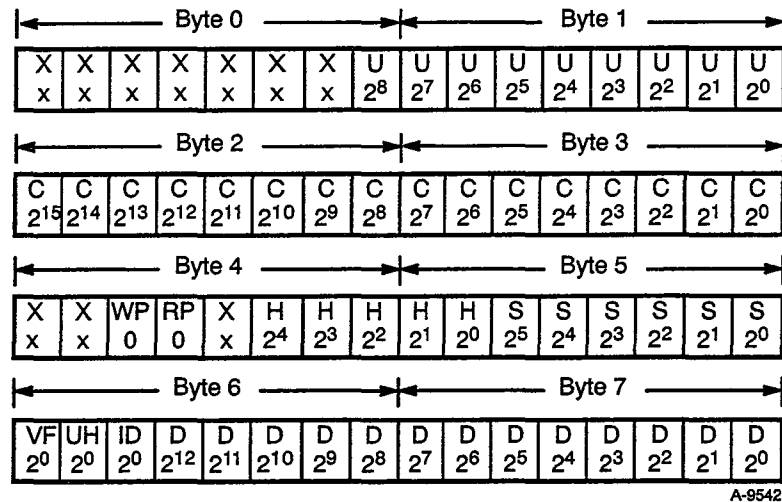 Byte 0 Byte 1
X X X X X X X U U U U U U U U U
x x x x x x x 2⁸ 2⁷ 2⁶ 2⁵ 2⁴ 2³ 2² 2¹ 2⁰
Byte 2 Byte 3
C C C C C C C C C C C C C C C C
2¹⁵ 2¹⁴ 2¹³ 2¹² 2¹¹ 2¹⁰ 2⁹ 2⁸ 2⁷ 2⁶ 2⁵ 2⁴ 2³ 2² 2¹ 2⁰
Byte 4 Byte 5
X X WP RP X H H H H H S S S S S S
x x 0 0 x 2⁴ 2³ 2² 2¹ 2⁰ 2⁵ 2⁴ 2³ 2² 2¹ 2⁰
Byte 6 Byte 7
VF UH ID D D D D D D D D D D D D D
2⁰ 2⁰ 2⁰ 2¹² 2¹¹ 2¹⁰ 2⁹ 2⁸ 2⁷ 2⁶ 2⁵ 2⁴ 2³ 2² 2¹ 2⁰
A-9542